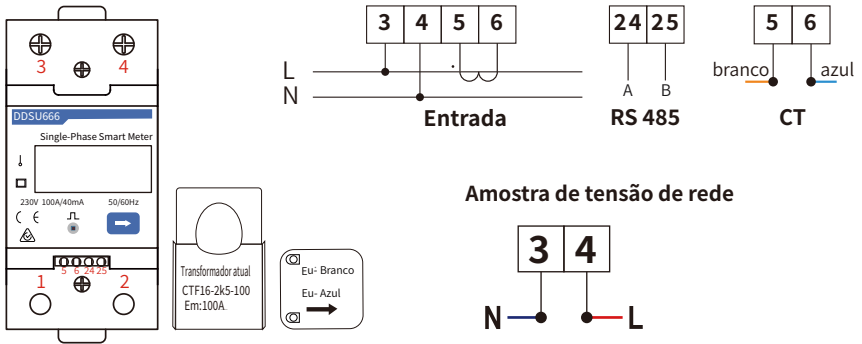 3 4
DDSU666
Single-Phase Smart Meter
230V 100A/40mA 50/60Hz
5 6 24 25
1 2
Transformador atual
CTF16-2k5-100
Em:100A
Eu- Branco
Eu- Azul
3 4 5 6
L
N
Entrada
24 25
A B
RS 485
5 6
branco azul
CT
Amostra de tensão de rede
3 4
N L